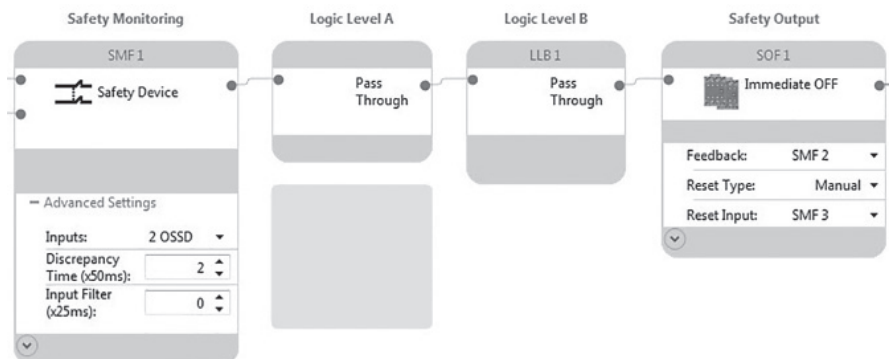 Safety Monitoring
Logic Level A
Logic Level B
Safety Output
SMF 1
Safety Device
Advanced Settings
Inputs: 2 OSSD
Discrepancy
Time (x50ms): 2
Input Filter
(x25ms): 0
Pass
Through
LLB 1
Pass
Through
SOF 1
Immediate OFF
Feedback: SMF 2
Reset Type: Manual
Reset Input: SMF 3